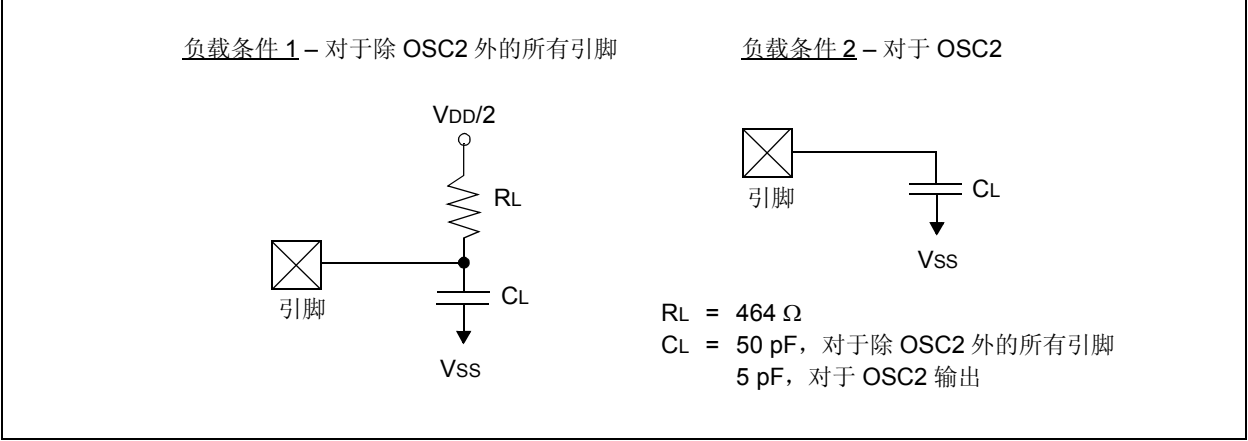 负载条件 1 – 对于除 OSC2 外的所有引脚
VDD/2
RL
引脚
CL
VSS
负载条件 2 – 对于 OSC2
引脚
CL
VSS
RL = 464 Ω
CL = 50 pF，对于除 OSC2 外的所有引脚
5 pF，对于 OSC2 输出